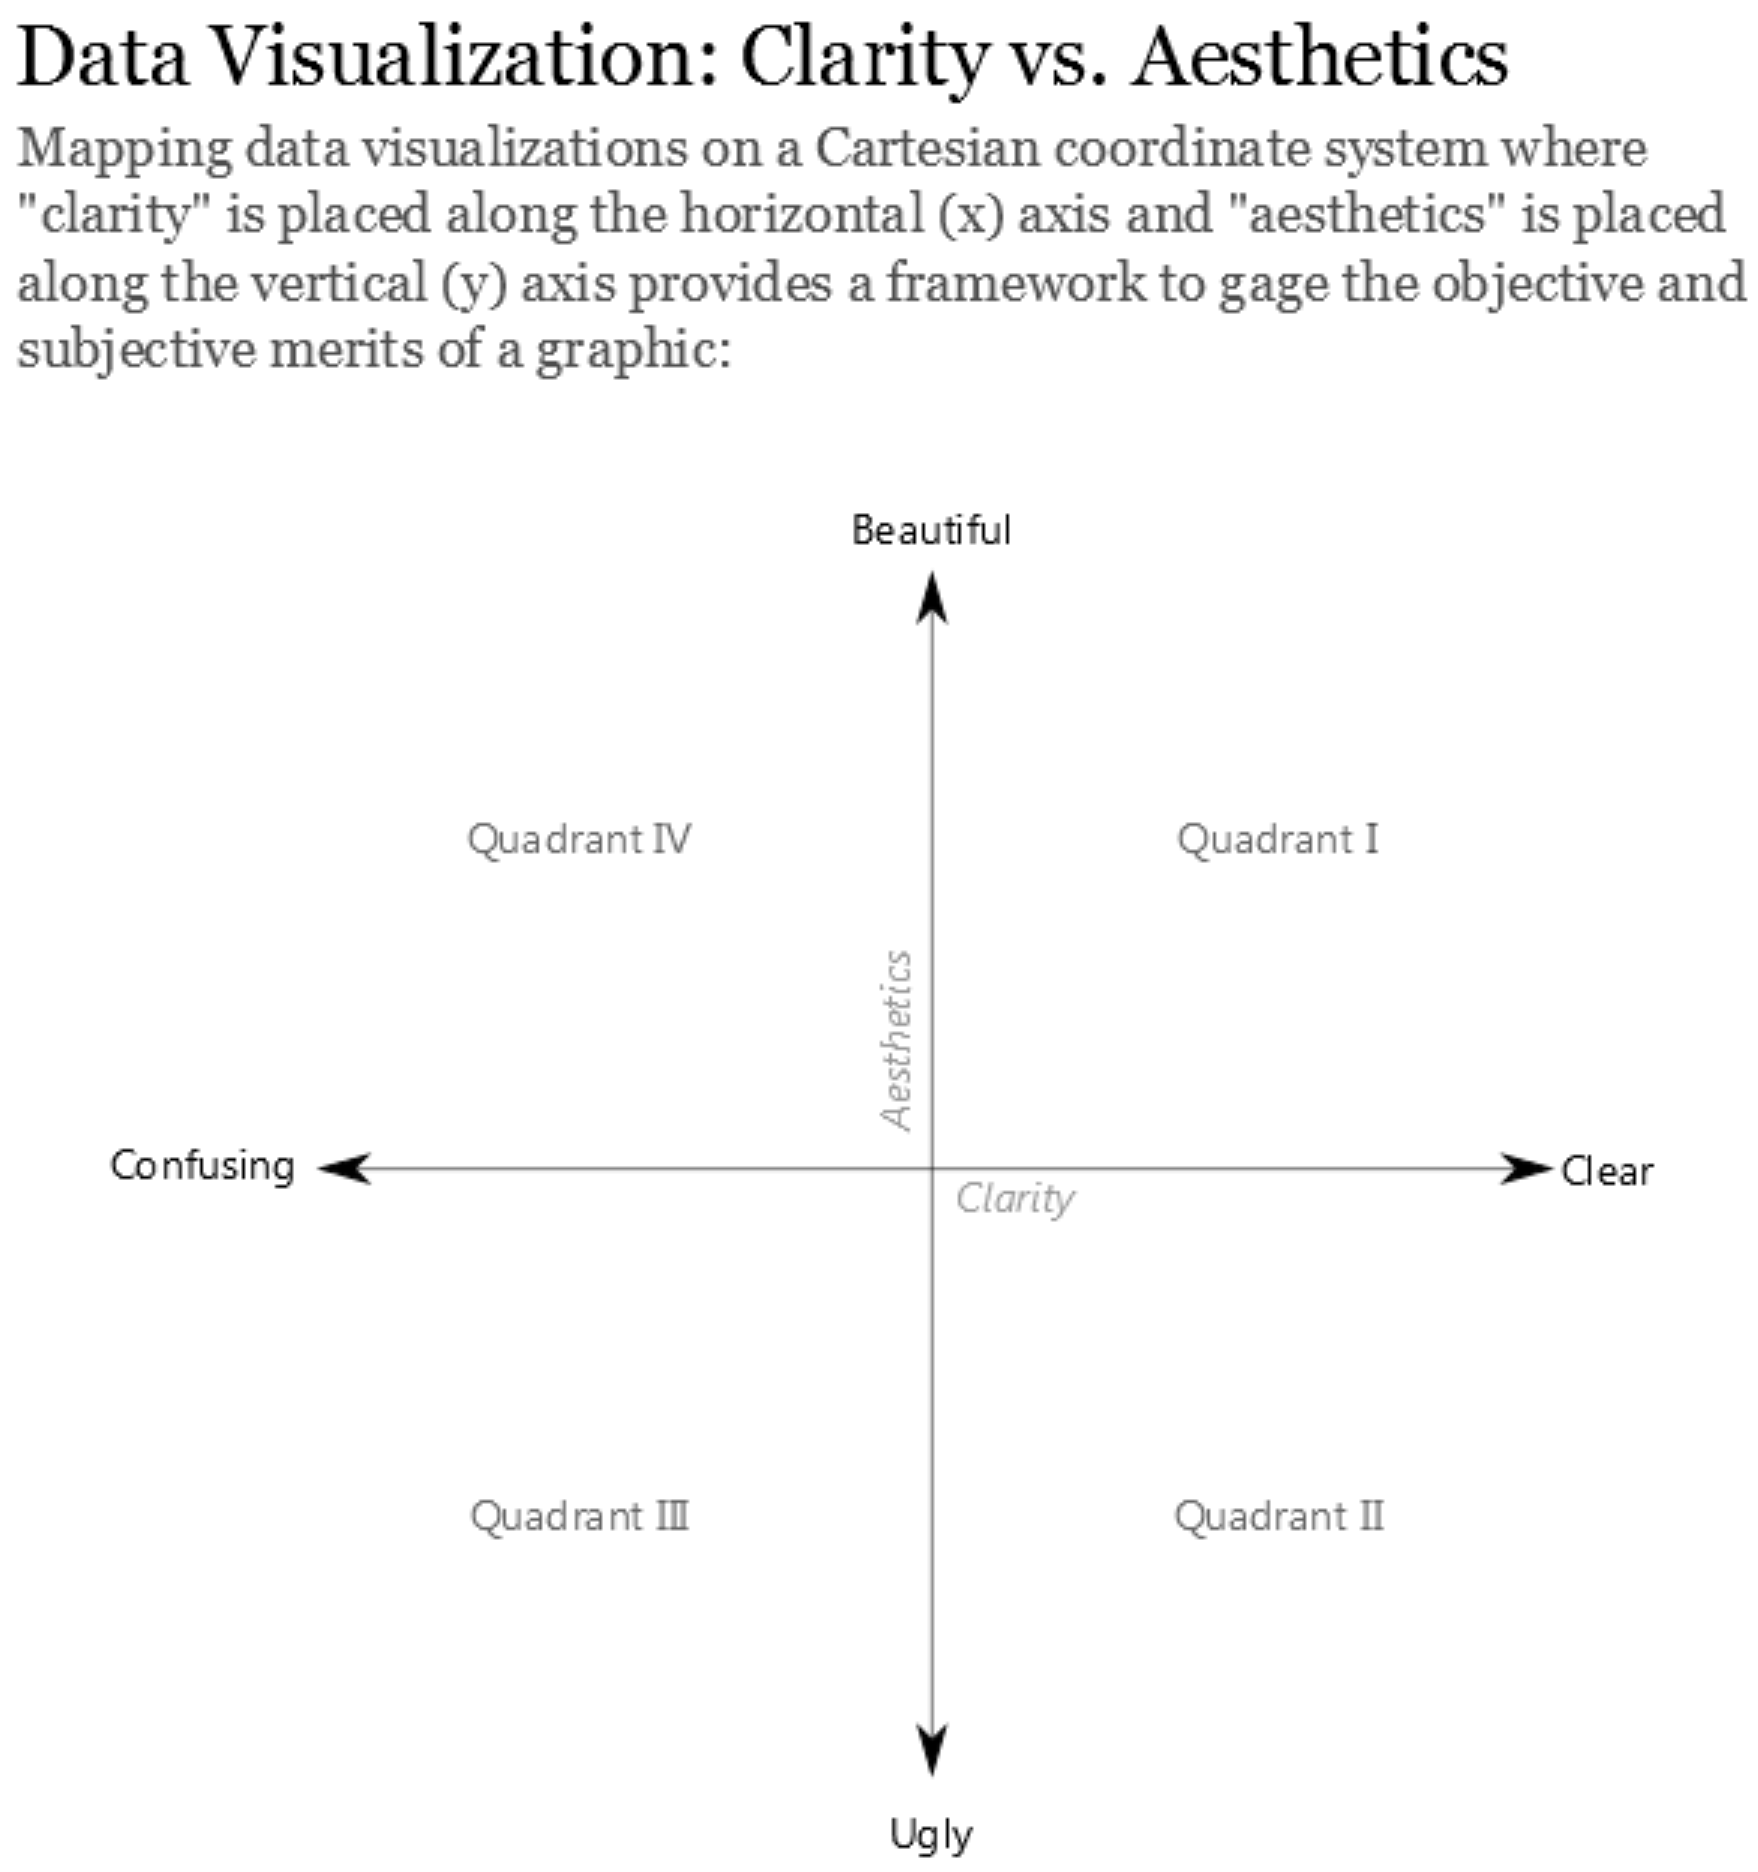 Data Visualization: Clarity vs. Aesthetics
Mapping data visualizations on a Cartesian coordinate system where
"clarity" is placed along the horizontal (x) axis and "aesthetics" is placed
along the vertical (y) axis provides a framework to gage the objective and
subjective merits of a graphic:
Beautiful
Quadrant IV
Quadrant I
Aesthetics
Confusing
Clear
Clarity
Quadrant III
Quadrant II
Ugly